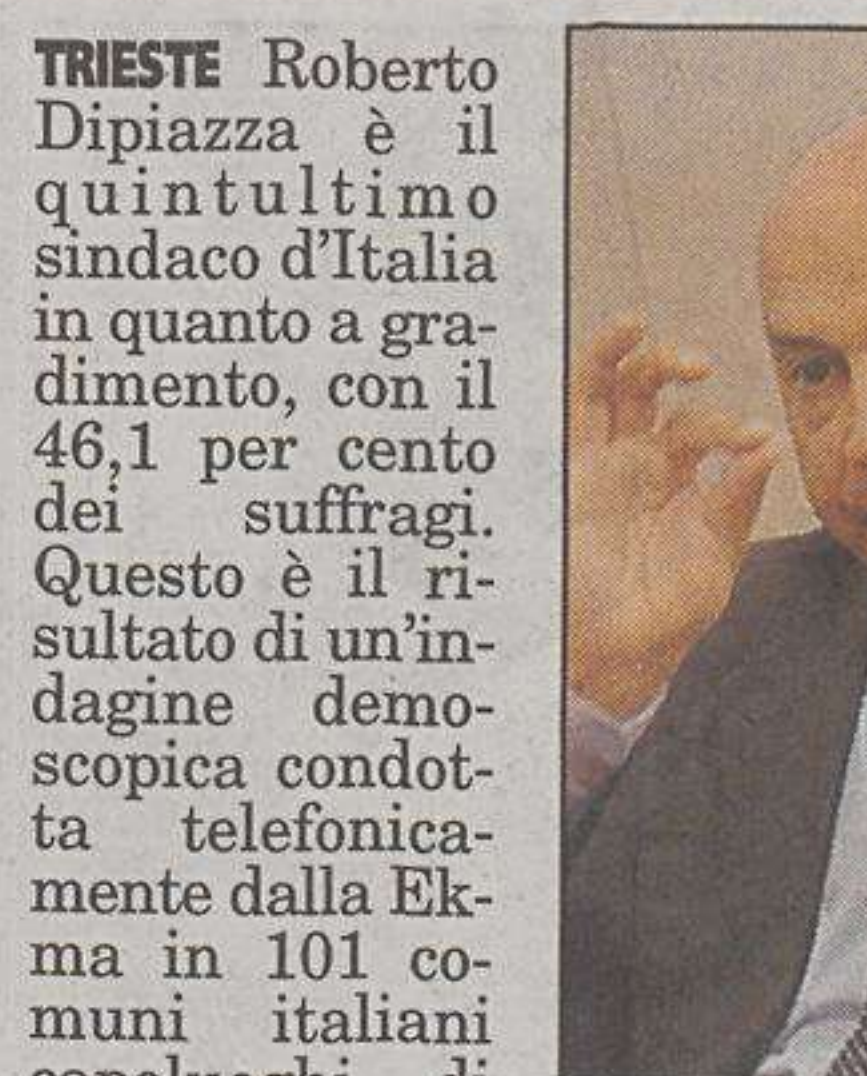 TRIESTE Roberto
Dipiazza è il
quintultimo
sindaco d'Italia
in quanto a gra-
dimento, con il
46,1 per cento
dei suffragi.
Questo è il ri-
sultato di un'in-
dagine demo-
scopica condot-
ta telefonica-
mente dalla Ek-
ma in 101 co-
muni italiani
capoluoghi di